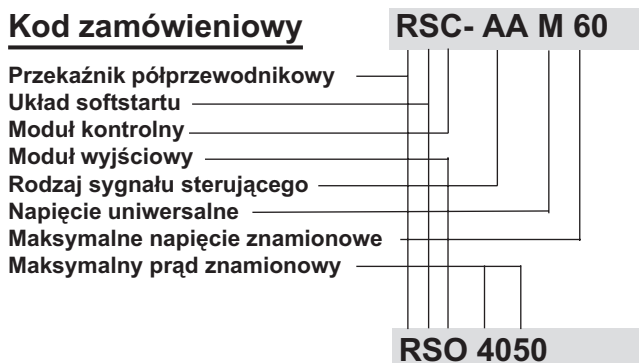 Kod zamówieniowy
RSC- AA M 60
Przekaźnik półprzewodnikowy
Układ softstartu
Moduł kontrolny
Moduł wyjściowy
Rodzaj sygnału sterującego
Napięcie uniwersalne
Maksymalne napięcie znamionowe
Maksymalny prąd znamionowy
RSO 4050